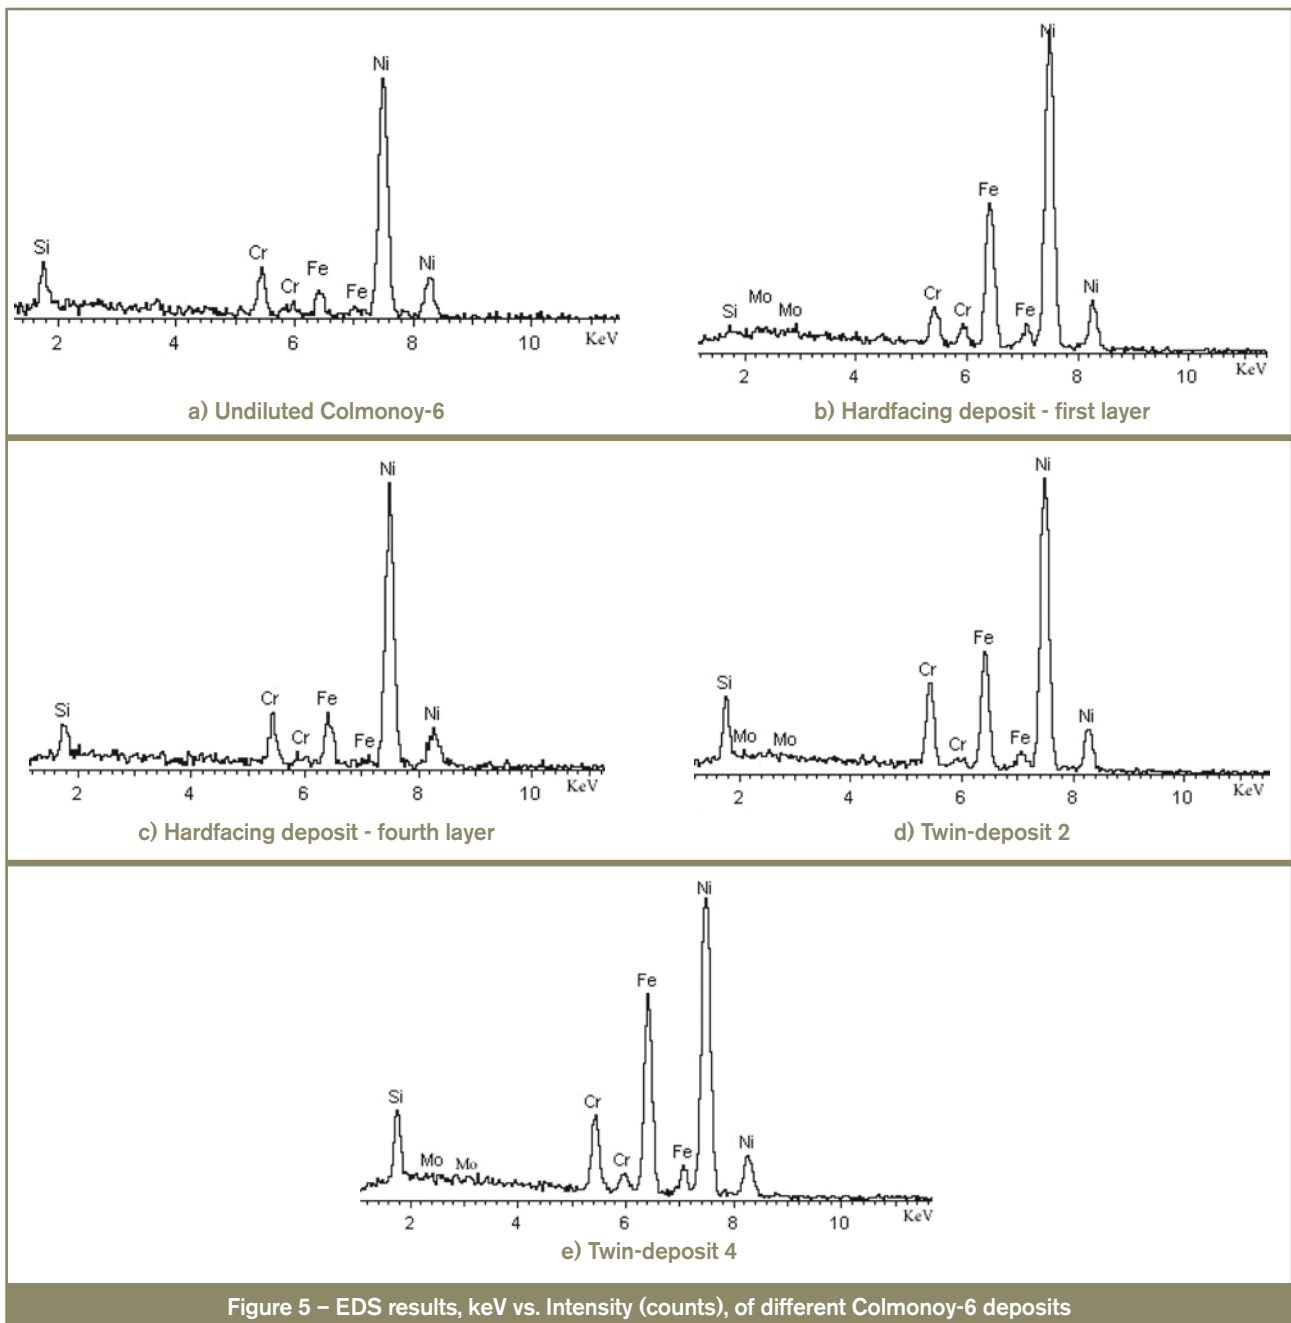 Ni
Si
Cr
Cr
Fe
Fe
Ni
2 4 6 8 10 KeV
a) Undiluted Colmonoy-6
Ni
Fe
Si Mo Mo
Cr
Cr
Fe
Ni
2 4 6 8 10 KeV
b) Hardfacing deposit - first layer
Ni
Si
Cr
Cr
Fe
Fe
Ni
2 4 6 8 10 KeV
c) Hardfacing deposit - fourth layer
Ni
Si
Mo Mo
Cr
Cr
Fe
Fe
Ni
2 4 6 8 10 KeV
d) Twin-deposit 2
Ni
Fe
Si
Mo Mo
Cr
Cr
Fe
Ni
2 4 6 8 10 KeV
e) Twin-deposit 4
Figure 5 – EDS results, keV vs. Intensity (counts), of different Colmonoy-6 deposits